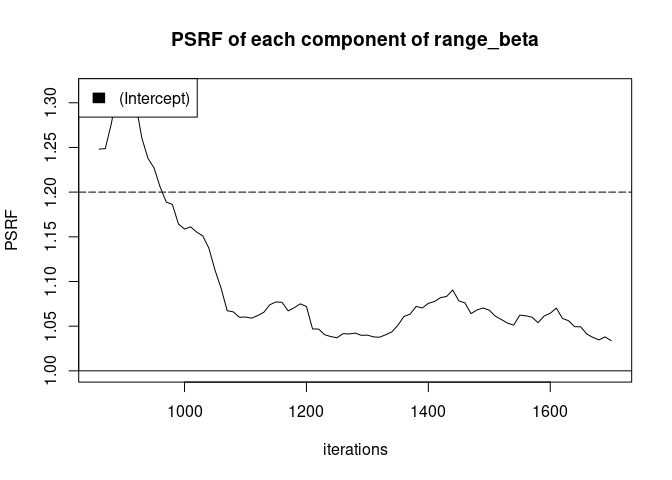 PSRF of each component of range_beta
(Intercept)
PSRF
1.30
1.25
1.20
1.15
1.10
1.05
1.00
1000 1200 1400 1600
iterations